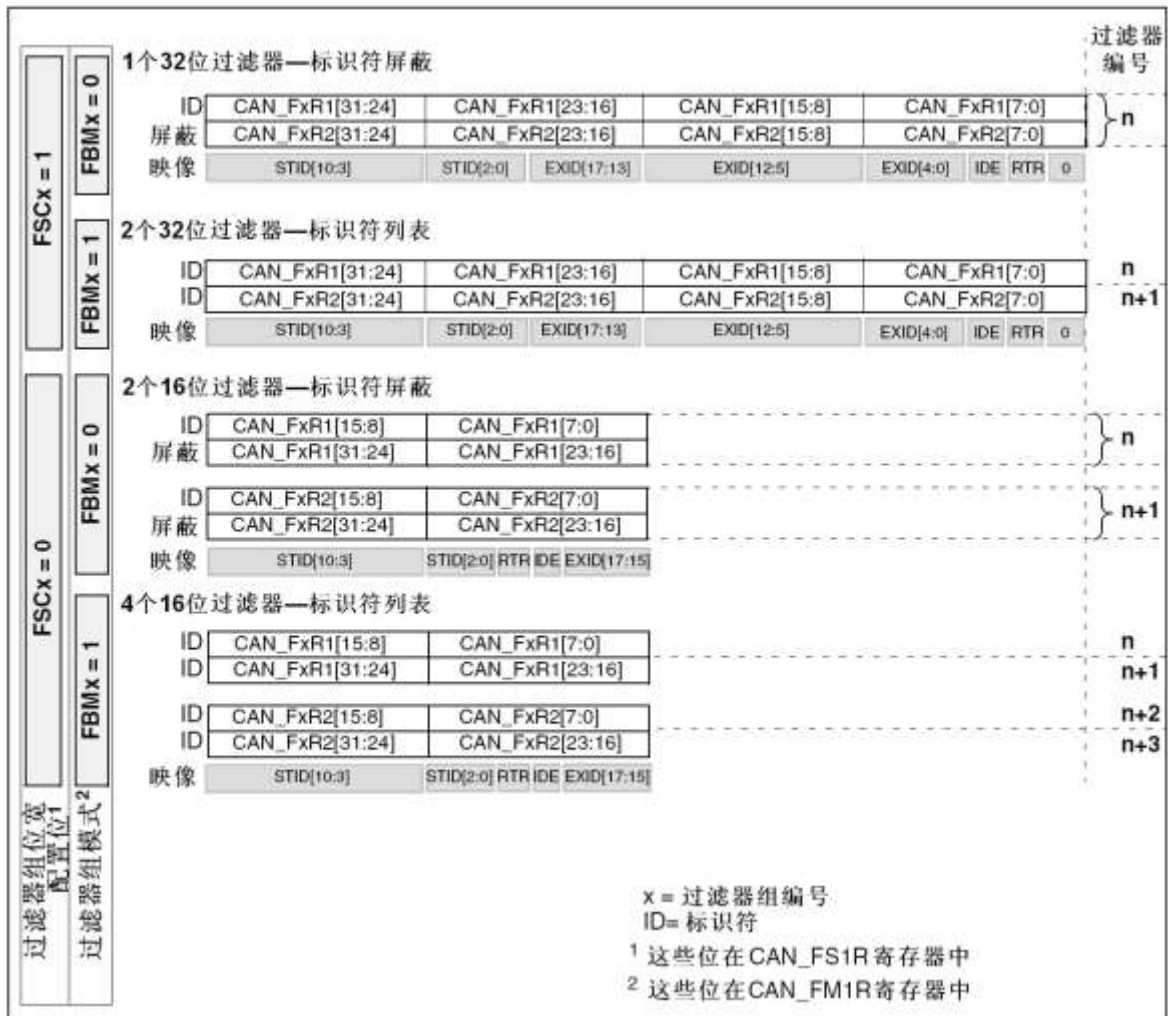 过滤器
编号
1个32位过滤器—标识符屏蔽
ID CAN_FxR1[31:24] CAN_FxR1[23:16] CAN_FxR1[15:8] CAN_FxR1[7:0]
n
屏蔽 CAN_FxR2[31:24] CAN_FxR2[23:16] CAN_FxR2[15:8] CAN_FxR2[7:0]
映像 STID[10:3] STID[2:0] EXID[17:13] EXID[12:5] EXID[4:0] IDE RTR 0
2个32位过滤器—标识符列表
ID CAN_FxR1[31:24] CAN_FxR1[23:16] CAN_FxR1[15:8] CAN_FxR1[7:0] n
ID CAN_FxR2[31:24] CAN_FxR2[23:16] CAN_FxR2[15:8] CAN_FxR2[7:0] n+1
映像 STID[10:3] STID[2:0] EXID[17:13] EXID[12:5] EXID[4:0] IDE RTR 0
2个16位过滤器—标识符屏蔽
ID CAN_FxR1[15:8] CAN_FxR1[7:0]
n
屏蔽 CAN_FxR1[31:24] CAN_FxR1[23:16]
ID CAN_FxR2[15:8] CAN_FxR2[7:0]
n+1
屏蔽 CAN_FxR2[31:24] CAN_FxR2[23:16]
映像 STID[10:3] STID[2:0] RTR IDE EXID[17:15]
4个16位过滤器—标识符列表
ID CAN_FxR1[15:8] CAN_FxR1[7:0] n
ID CAN_FxR1[31:24] CAN_FxR1[23:16] n+1
ID CAN_FxR2[15:8] CAN_FxR2[7:0] n+2
ID CAN_FxR2[31:24] CAN_FxR2[23:16] n+3
映像 STID[10:3] STID[2:0] RTR IDE EXID[17:15]
FSCx = 1
FSCx = 0
FBMx = 0
FBMx = 1
FBMx = 0
FBMx = 1
过滤器组位宽
配置位1
过滤器组模式2
x = 过滤器组编号
ID= 标识符
1 这些位在CAN_FS1R寄存器中
2 这些位在CAN_FM1R寄存器中